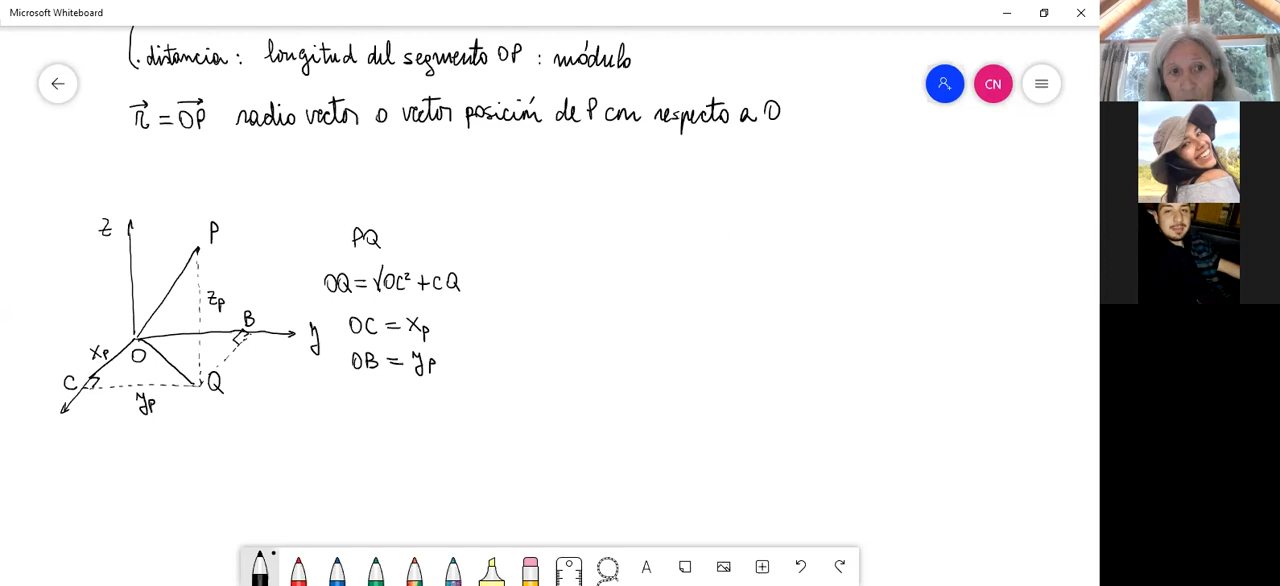 Microsoft Whiteboard
distancia: longitud del segmento OP : módulo
CN
r⃗ = OP⃗ radio vector o vector posición de P con respecto a O
Z
P
PQ
OQ = √OC² + CQ
zp
B
OC = xp
y
xp
O
OB = yp
C
Q
yp
A